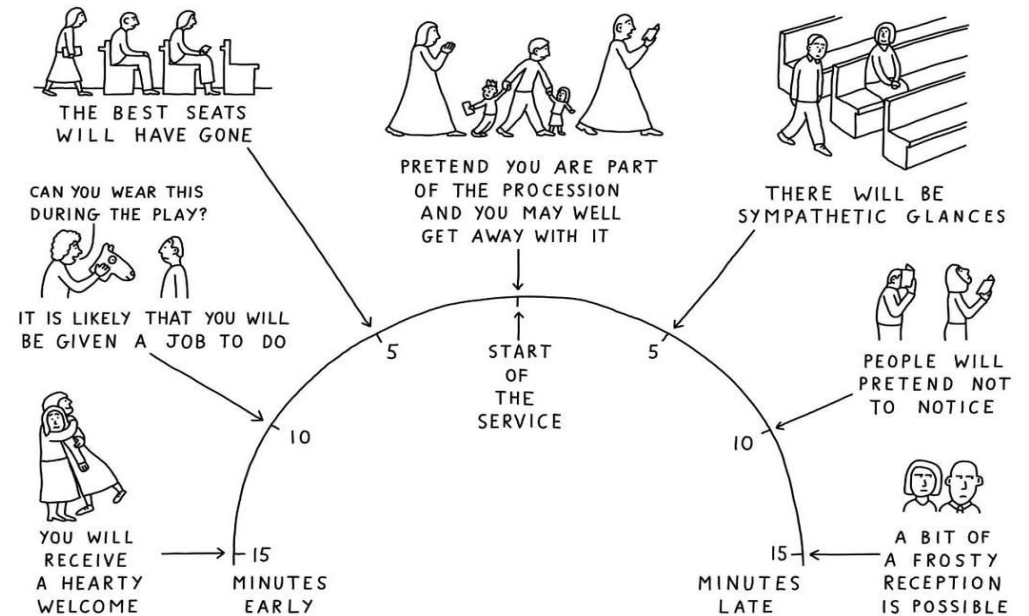 THE BEST SEATS
WILL HAVE GONE
CAN YOU WEAR THIS
DURING THE PLAY?
IT IS LIKELY THAT YOU WILL
BE GIVEN A JOB TO DO
YOU WILL
RECEIVE
A HEARTY
WELCOME
PRETEND YOU ARE PART
OF THE PROCESSION
AND YOU MAY WELL
GET AWAY WITH IT
THERE WILL BE
SYMPATHETIC GLANCES
PEOPLE WILL
PRETEND NOT
TO NOTICE
A BIT OF
A FROSTY
RECEPTION
IS POSSIBLE
15
MINUTES
EARLY
10
5
START
OF
THE
SERVICE
5
10
15
MINUTES
LATE